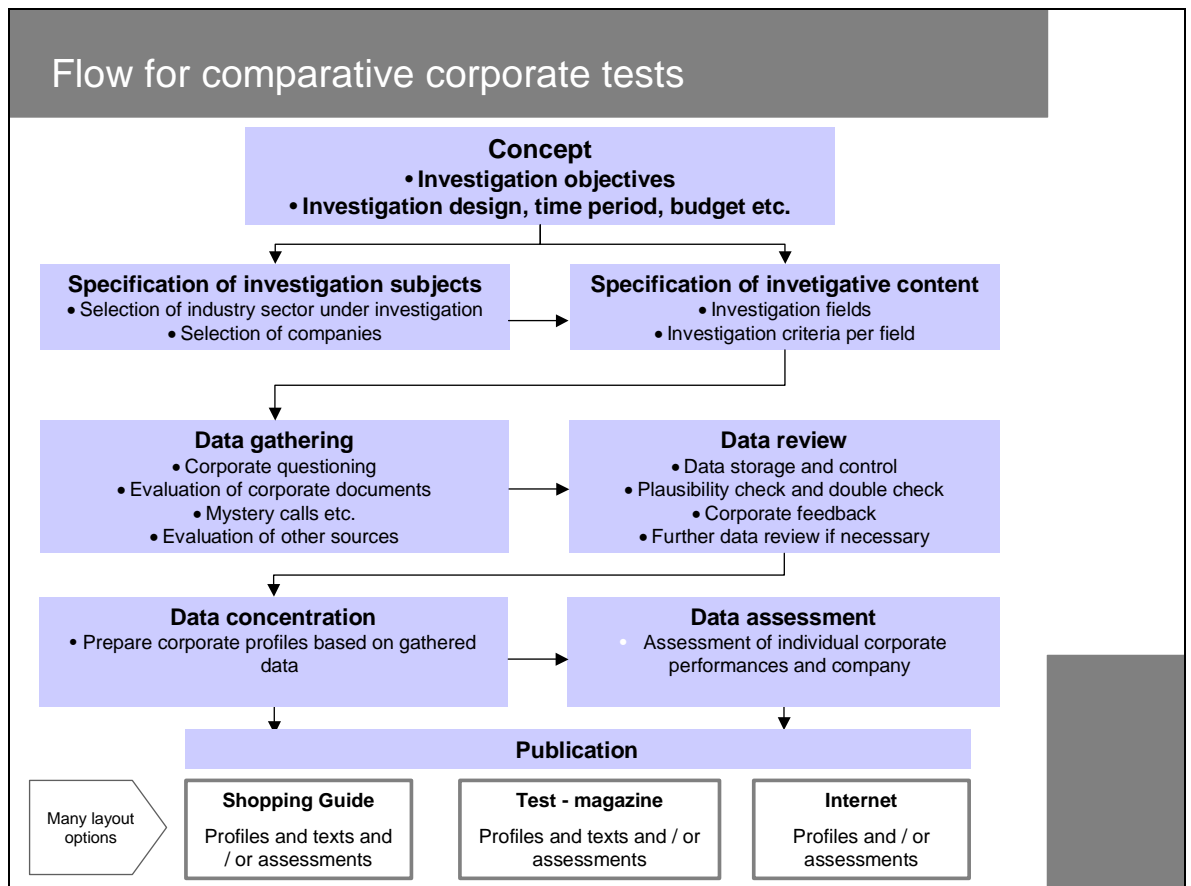 Flow for comparative corporate tests
Concept
• Investigation objectives
• Investigation design, time period, budget etc.
Specification of investigation subjects
• Selection of industry sector under investigation
• Selection of companies
Specification of invetigative content
• Investigation fields
• Investigation criteria per field
Data gathering
• Corporate questioning
• Evaluation of corporate documents
• Mystery calls etc.
• Evaluation of other sources
Data review
• Data storage and control
• Plausibility check and double check
• Corporate feedback
• Further data review if necessary
Data concentration
• Prepare corporate profiles based on gathered
data
Data assessment
• Assessment of individual corporate
performances and company
Publication
Many layout
options
Shopping Guide
Profiles and texts and
/ or assessments
Test - magazine
Profiles and texts and / or
assessments
Internet
Profiles and / or
assessments